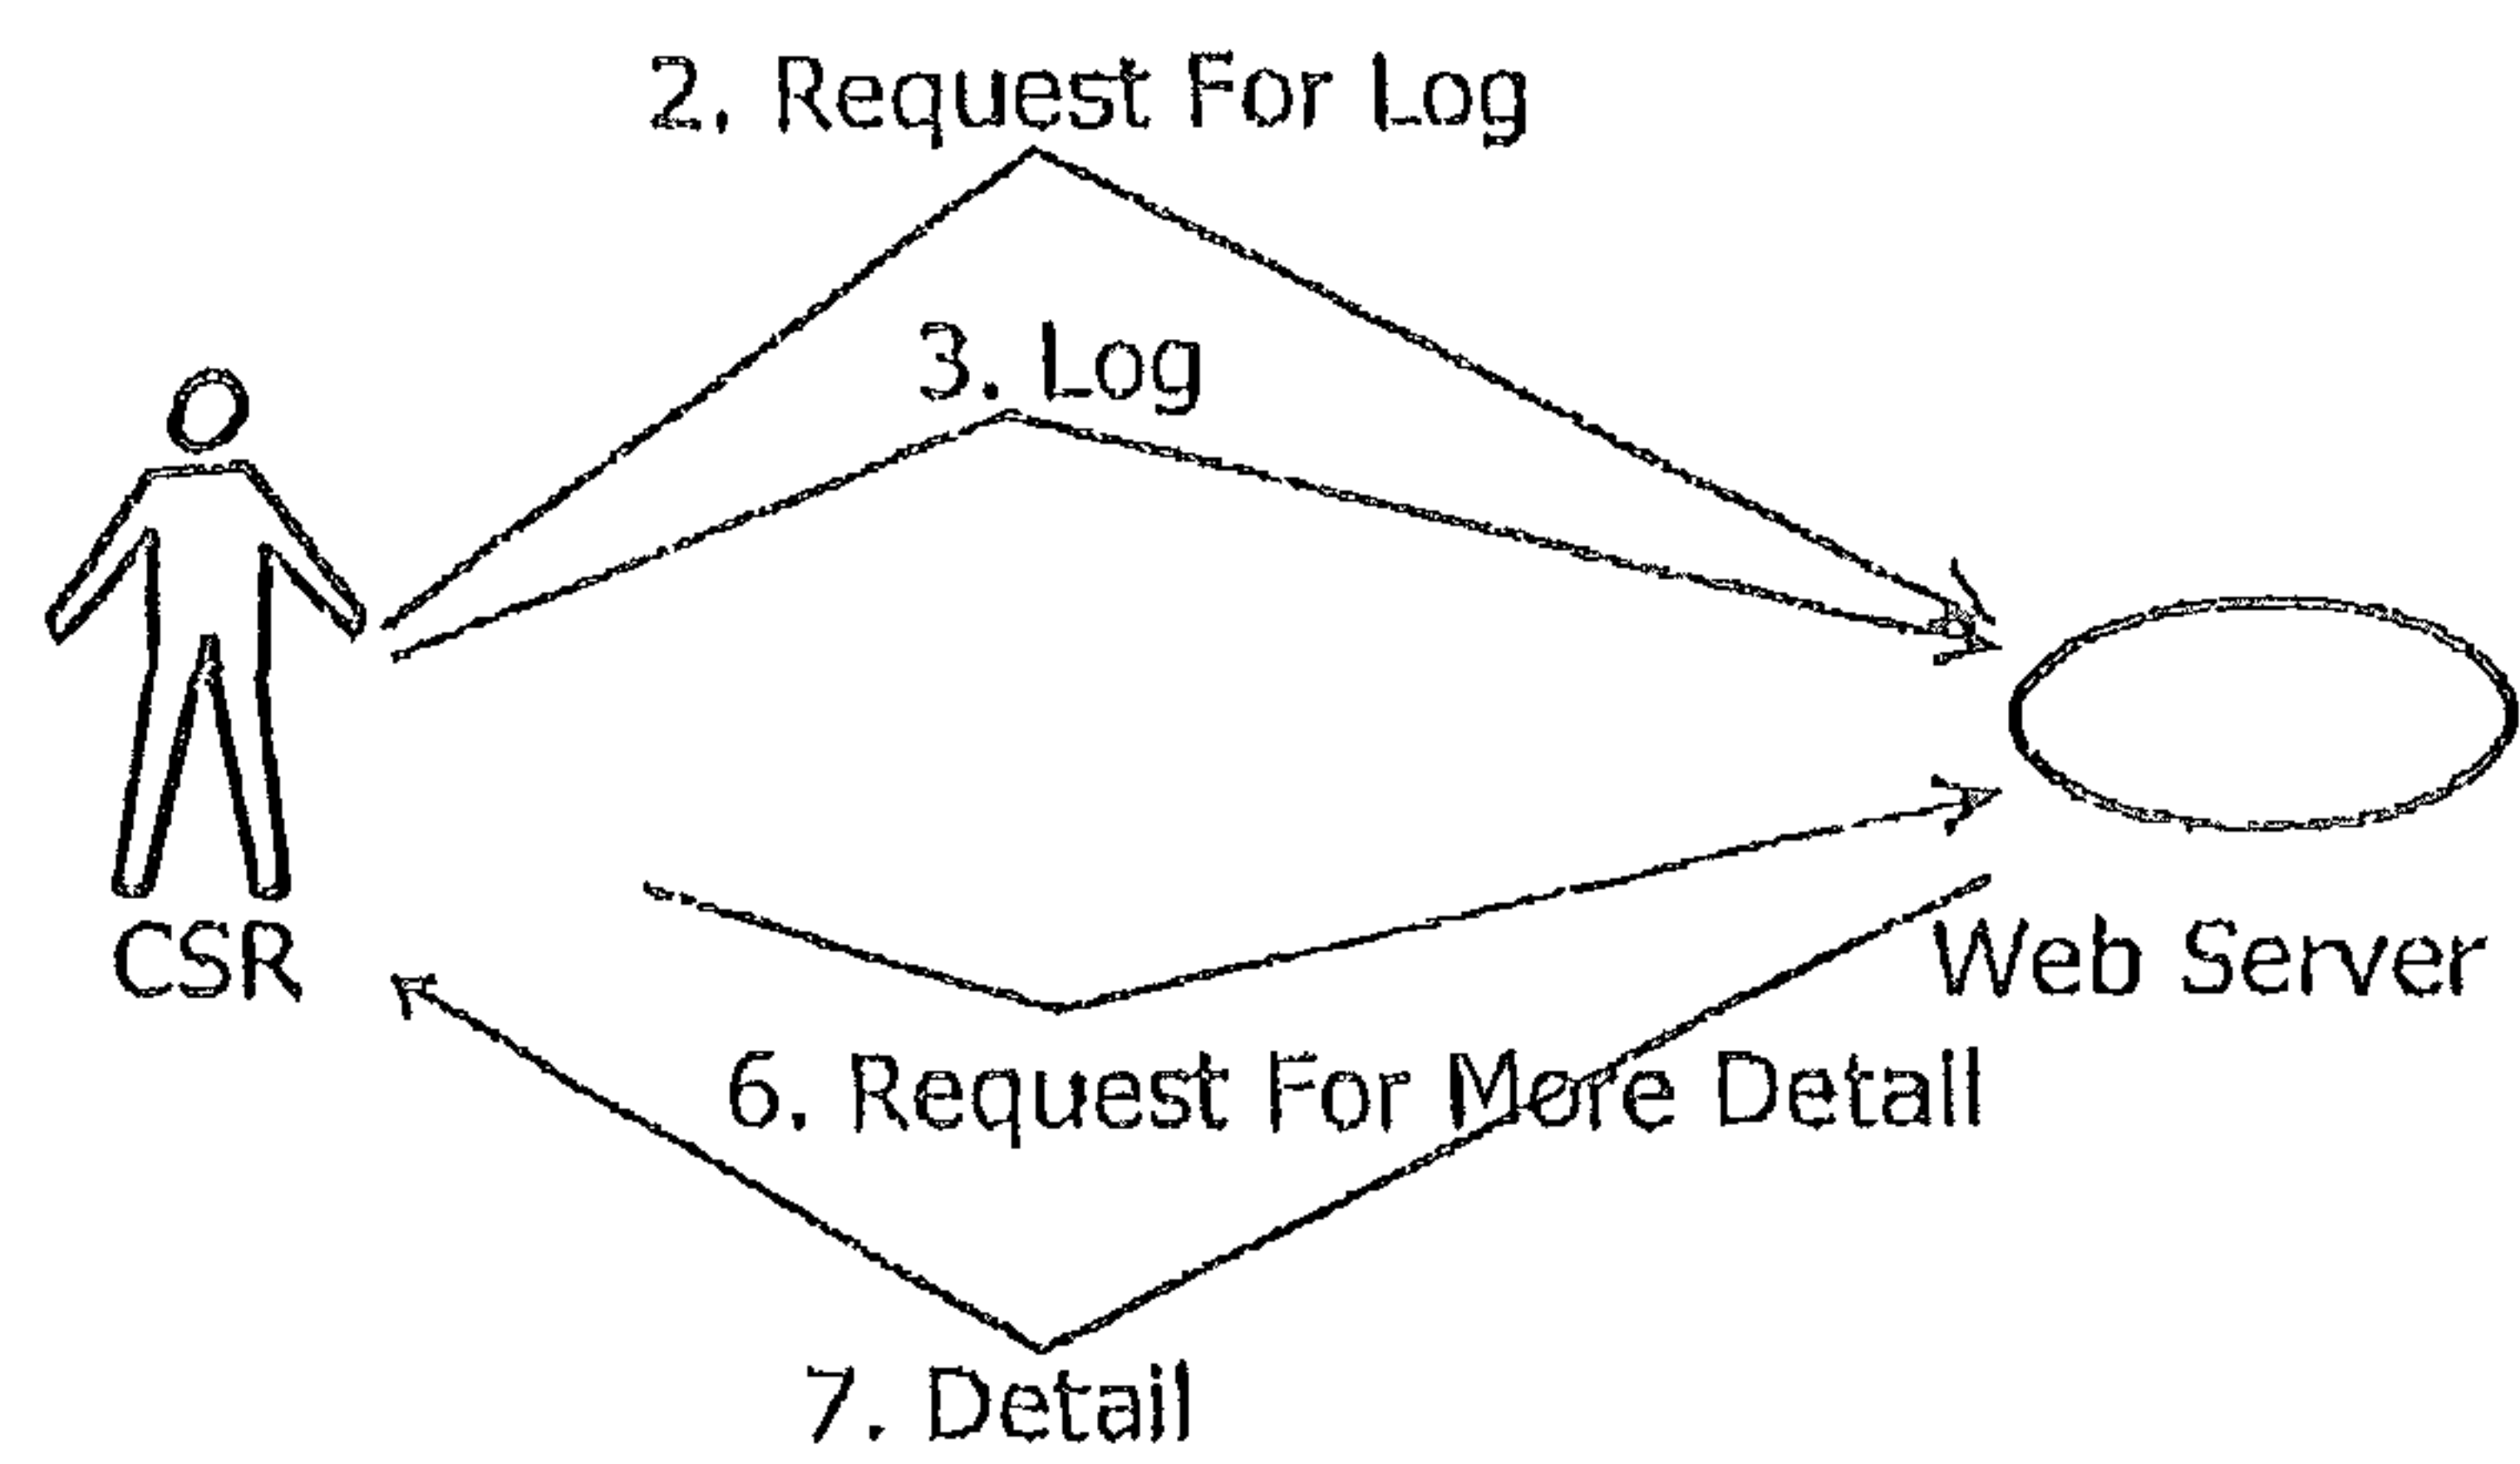 2. Request For Log
3. Log
CSR
Web Server
6. Request For More Detail
7. Detail